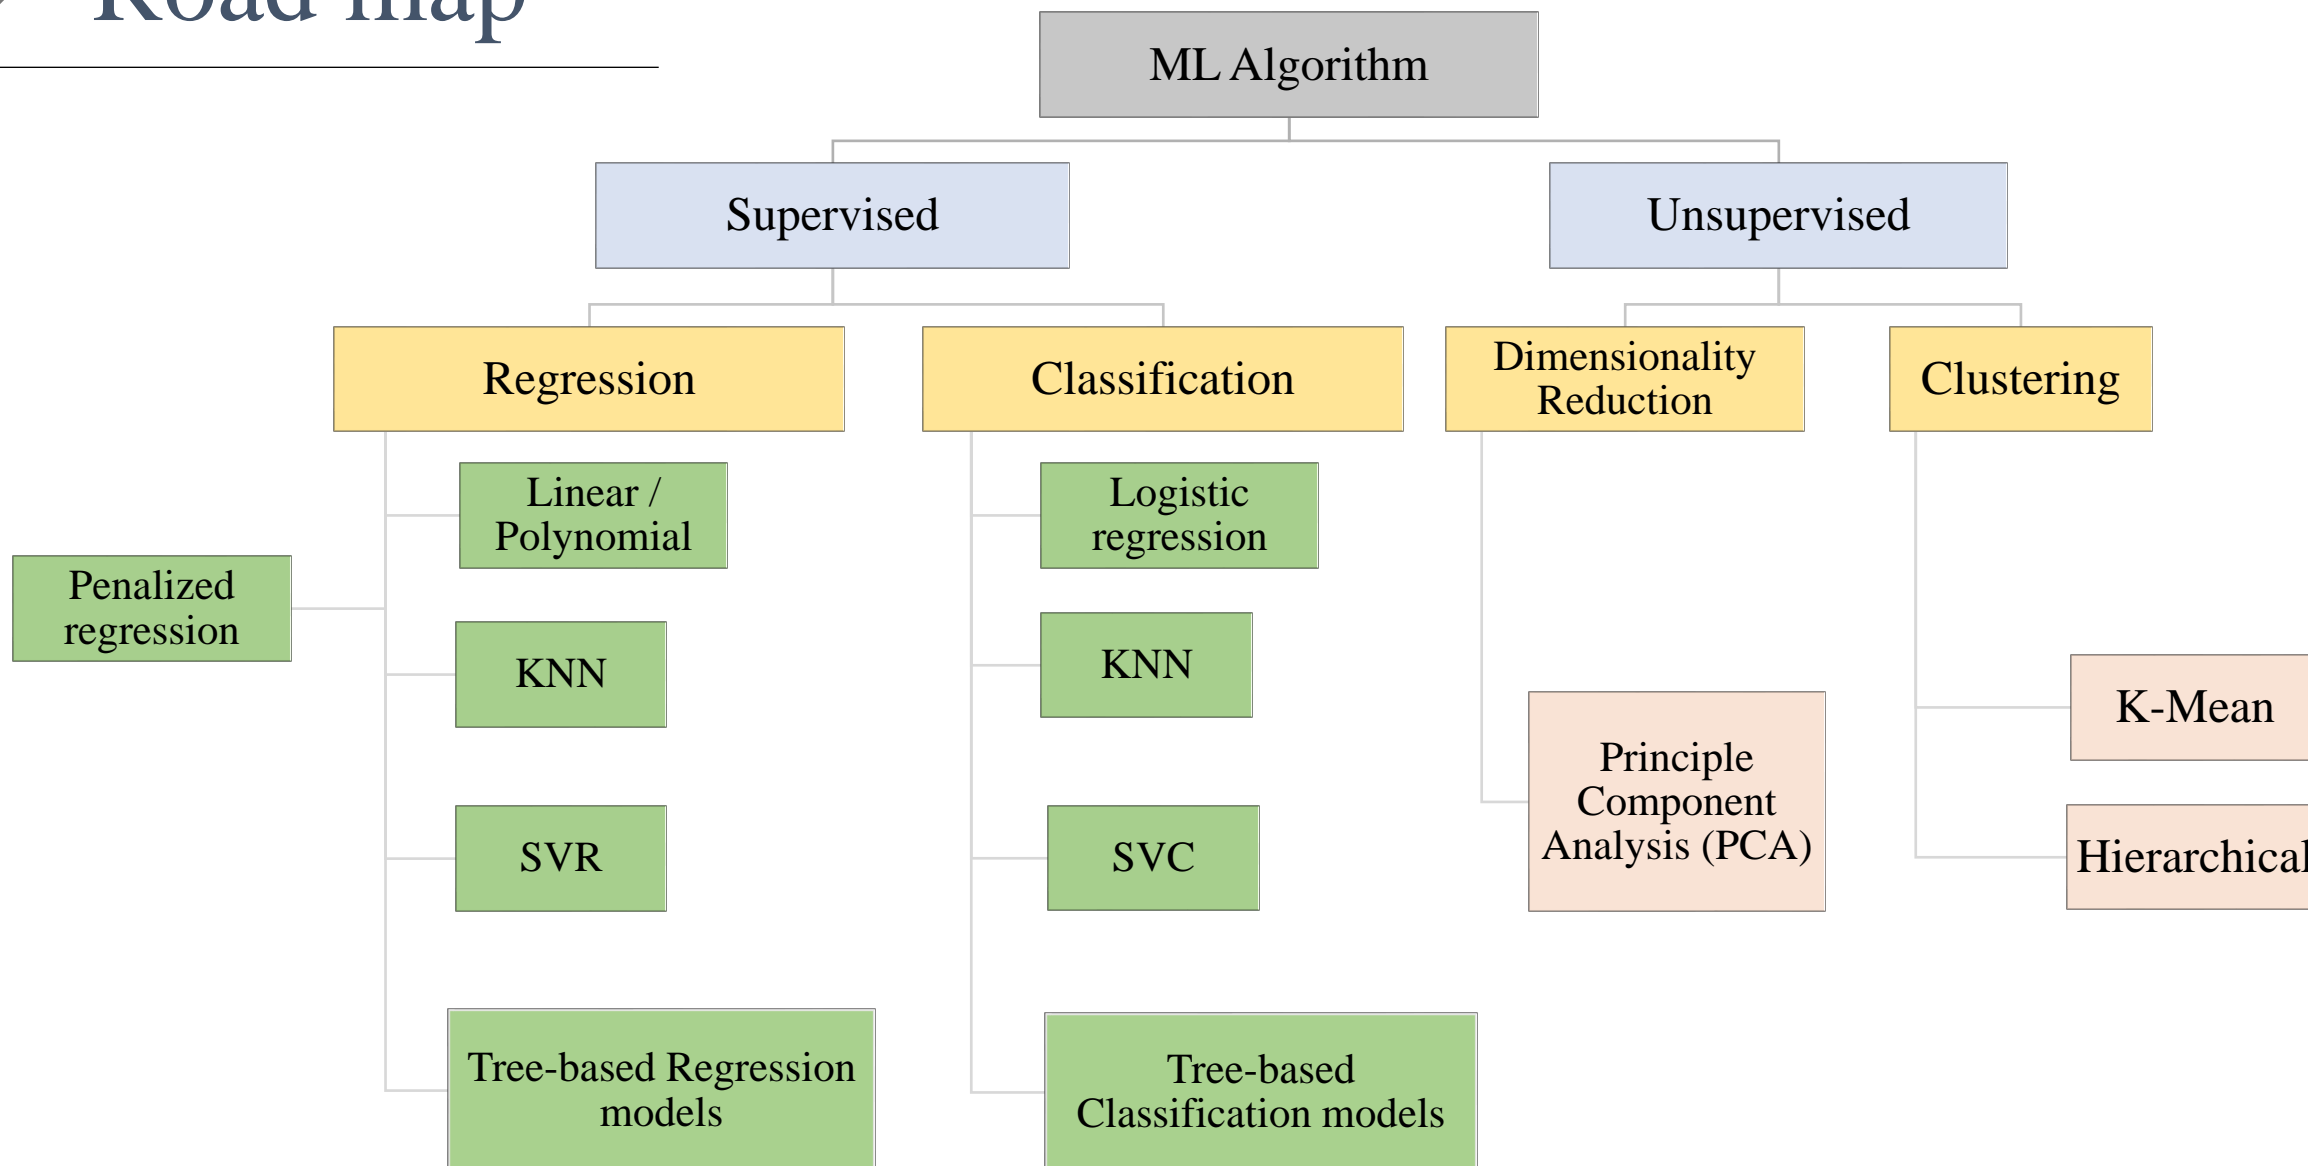 Road map
ML Algorithm
Supervised
Unsupervised
Regression
Classification
Dimensionality
Reduction
Clustering
Linear /
Polynomial
Logistic
regression
Penalized
regression
KNN
KNN
K-Mean
Principle
Component
Analysis (PCA)
SVR
SVC
Hierarchical
Tree-based Regression
models
Tree-based
Classification models